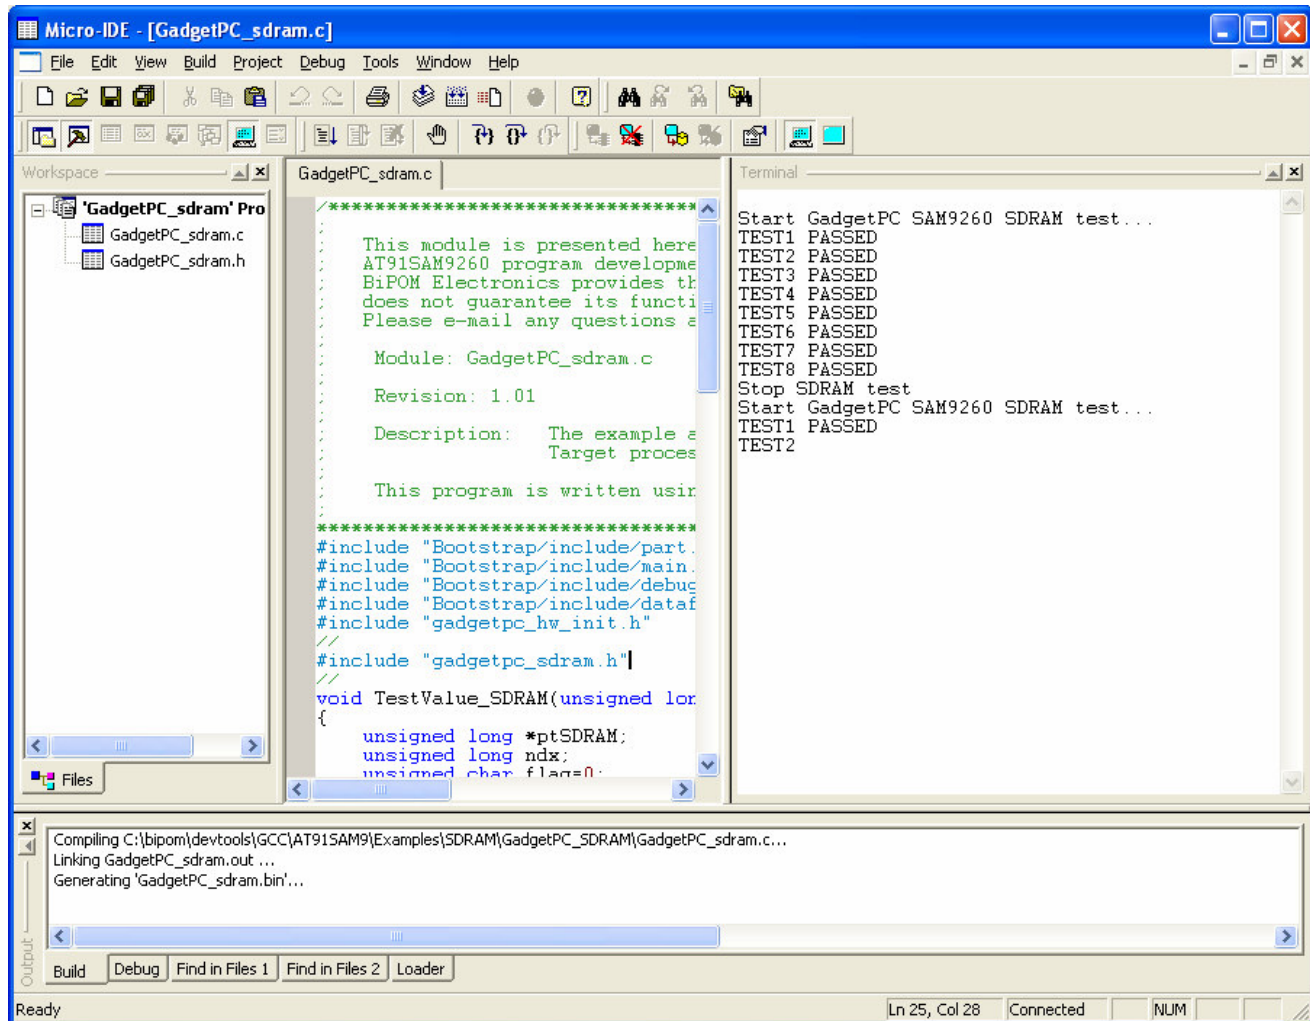 Micro-IDE - [GadgetPC_sdram.c]
File Edit View Build Project Debug Tools Window Help
Workspace
'GadgetPC_sdram' Pro
GadgetPC_sdram.c
GadgetPC_sdram.h
Files
GadgetPC_sdram.c
/*********************************
;
; This module is presented here
; AT91SAM9260 program developme
; BiPOM Electronics provides th
; does not guarantee its functi
; Please e-mail any questions a
;
; Module: GadgetPC_sdram.c
;
; Revision: 1.01
;
; Description: The example a
; Target proces
;
; This program is written usin
;
*********************************
#include "Bootstrap/include/part.
#include "Bootstrap/include/main.
#include "Bootstrap/include/debug
#include "Bootstrap/include/dataf
#include "gadgetpc_hw_init.h"
//
#include "gadgetpc_sdram.h"
//
void TestValue_SDRAM(unsigned lon
{
unsigned long *ptSDRAM;
unsigned long ndx;
unsigned char flag=0;
Terminal
Start GadgetPC SAM9260 SDRAM test...
TEST1 PASSED
TEST2 PASSED
TEST3 PASSED
TEST4 PASSED
TEST5 PASSED
TEST6 PASSED
TEST7 PASSED
TEST8 PASSED
Stop SDRAM test
Start GadgetPC SAM9260 SDRAM test...
TEST1 PASSED
TEST2
Output
Compiling C:\bipom\devtools\GCC\AT91SAM9\Examples\SDRAM\GadgetPC_SDRAM\GadgetPC_sdram.c...
Linking GadgetPC_sdram.out ...
Generating 'GadgetPC_sdram.bin'...
Build Debug Find in Files 1 Find in Files 2 Loader
Ready Ln 25, Col 28 Connected NUM